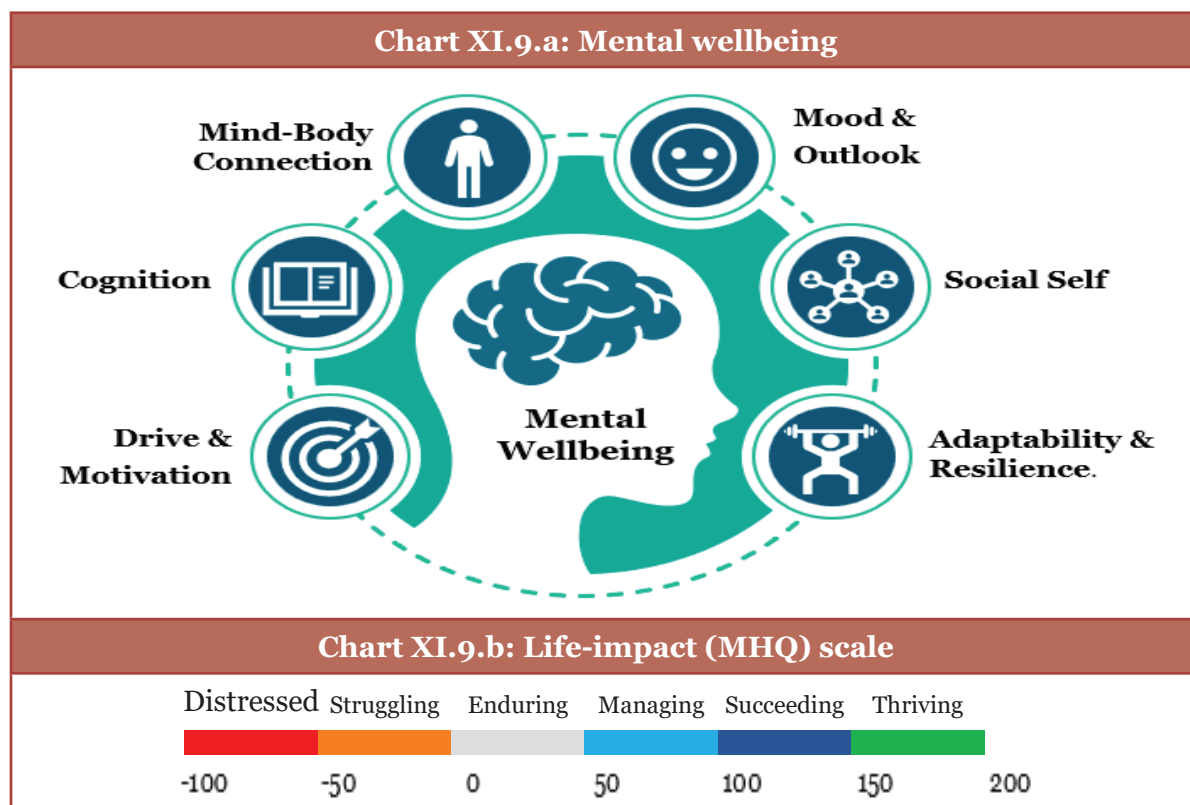 Chart XI.9.a: Mental wellbeing
Mind-Body
Connection
Mood &
Outlook
Cognition
Social Self
Drive &
Motivation
Mental
Wellbeing
Adaptability &
Resilience.
Chart XI.9.b: Life-impact (MHQ) scale
Distressed Struggling Enduring Managing Succeeding Thriving
-100 -50 0 50 100 150 200